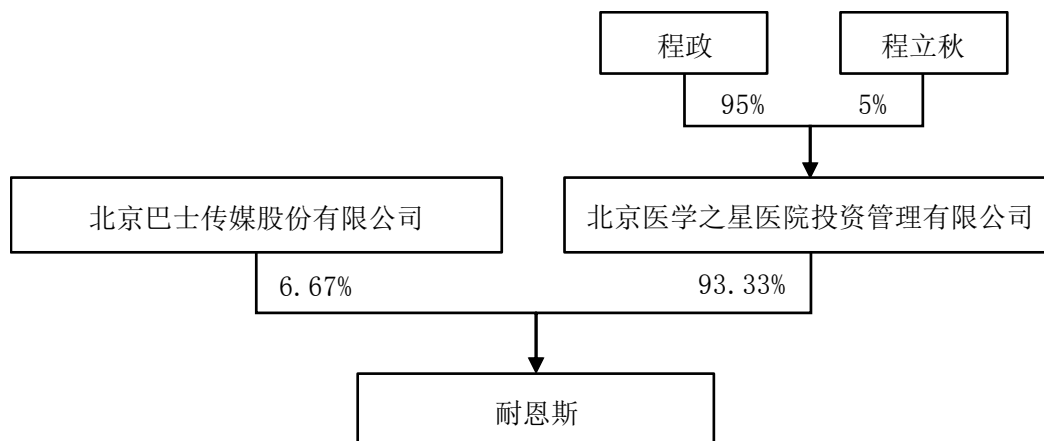 程政
程立秋
95%
5%
北京巴士传媒股份有限公司
北京医学之星医院投资管理有限公司
6.67%
93.33%
耐恩斯